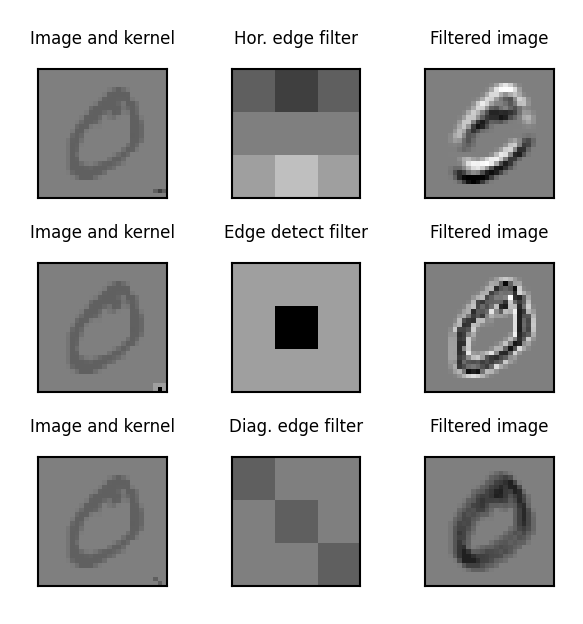 Image and kernel Hor. edge filter Filtered image
Image and kernel Edge detect filter Filtered image
Image and kernel Diag. edge filter Filtered image